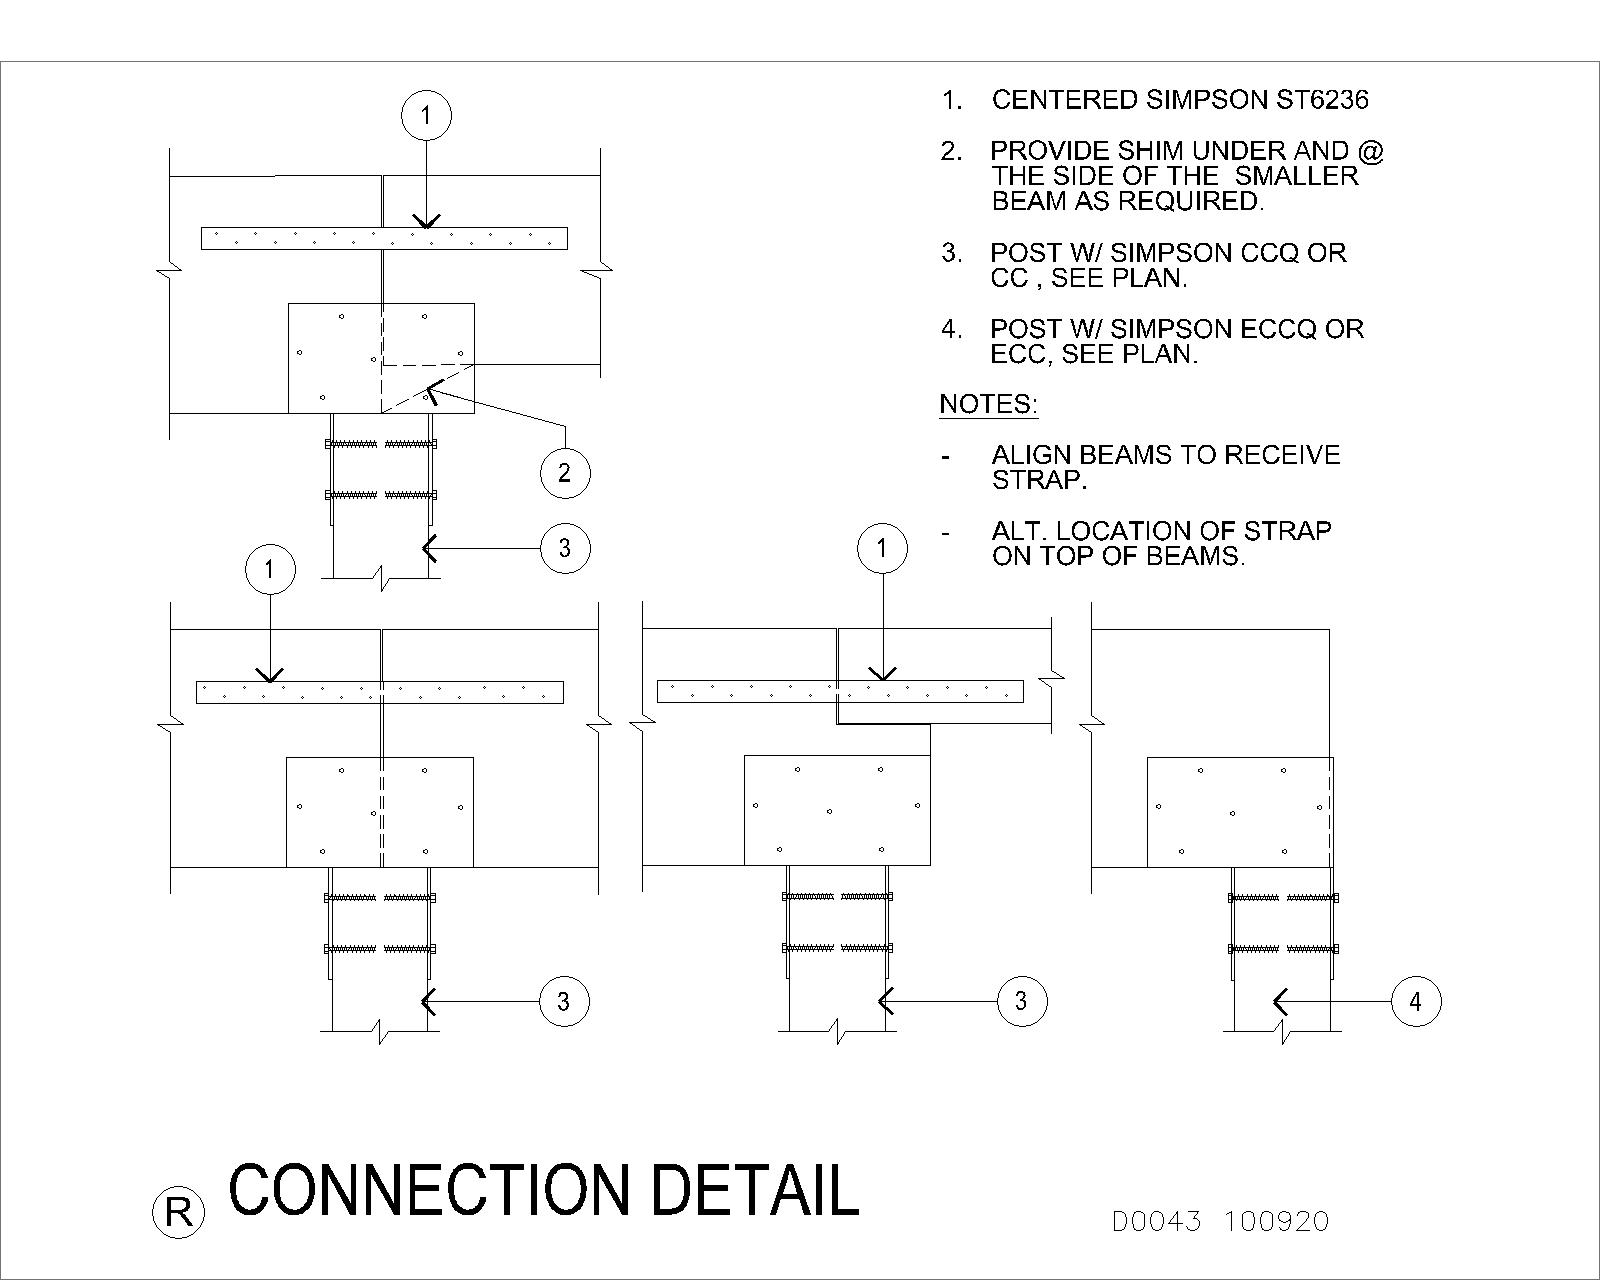 1. CENTERED SIMPSON ST6236
2. PROVIDE SHIM UNDER AND @
THE SIDE OF THE SMALLER
BEAM AS REQUIRED.
3. POST W/ SIMPSON CCQ OR
CC , SEE PLAN.
4. POST W/ SIMPSON ECCQ OR
ECC, SEE PLAN.
NOTES:
- ALIGN BEAMS TO RECEIVE
STRAP.
- ALT. LOCATION OF STRAP
ON TOP OF BEAMS.
1
2
3
1
3
1
3
4
R CONNECTION DETAIL
D0043 100920